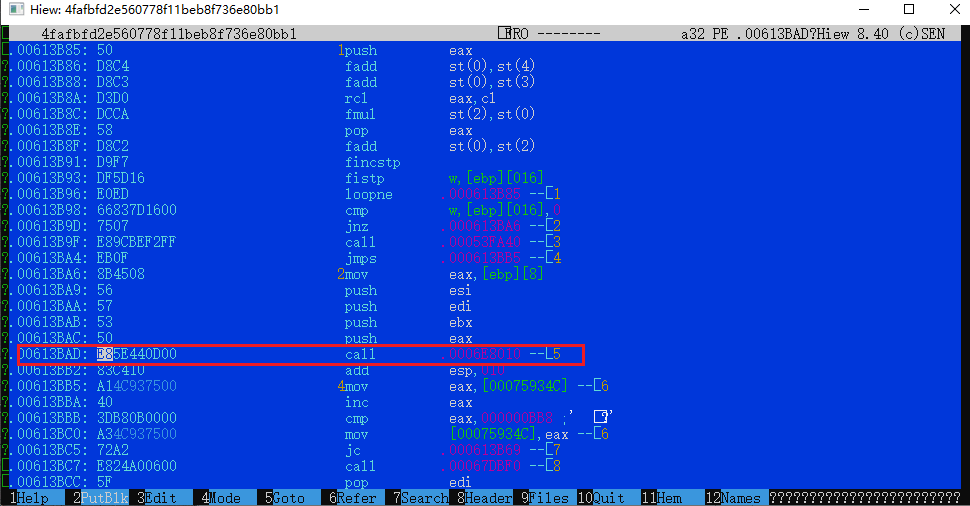 Hiew: 4fafbfd2e560778f11beb8f736e80bb1
4fafbfd2e560778f11beb8f736e80bb1 FRO -------- a32 PE .00613BAD?Hiew 8.40 (c)SEN
?.00613B85: 50 1push eax
?.00613B86: D8C4 fadd st(0),st(4)
?.00613B88: D8C3 fadd st(0),st(3)
?.00613B8A: D3D0 rcl eax,cl
?.00613B8C: DCCA fmul st(2),st(0)
?.00613B8E: 58 pop eax
?.00613B8F: D8C2 fadd st(0),st(2)
?.00613B91: D9F7 fincstp
?.00613B93: DF5D16 fistp w,[ebp][016]
?.00613B96: E0ED loopne .000613B85 --1
?.00613B98: 66837D1600 cmp w,[ebp][016],0
?.00613B9D: 7507 jnz .000613BA6 --2
?.00613B9F: E89CBEF2FF call .00053FA40 --3
?.00613BA4: EB0F jmps .000613BB5 --4
?.00613BA6: 8B4508 2mov eax,[ebp][8]
?.00613BA9: 56 push esi
?.00613BAA: 57 push edi
?.00613BAB: 53 push ebx
?.00613BAC: 50 push eax
?.00613BAD: E85E440D00 call .0006E8010 --5
?.00613BB2: 83C410 add esp,010
?.00613BB5: A14C937500 4mov eax,[00075934C] --6
?.00613BBA: 40 inc eax
?.00613BBB: 3DB80B0000 cmp eax,000000BB8 ;' ?'
?.00613BC0: A34C937500 mov [00075934C],eax --6
?.00613BC5: 72A2 jc .000613B69 --7
?.00613BC7: E824A00600 call .00067DBF0 --8
?.00613BCC: 5F pop edi
1Help 2PutBlk 3Edit 4Mode 5Goto 6Refer 7Search 8Header 9Files 10Quit 11Hem 12Names ????????????????????????